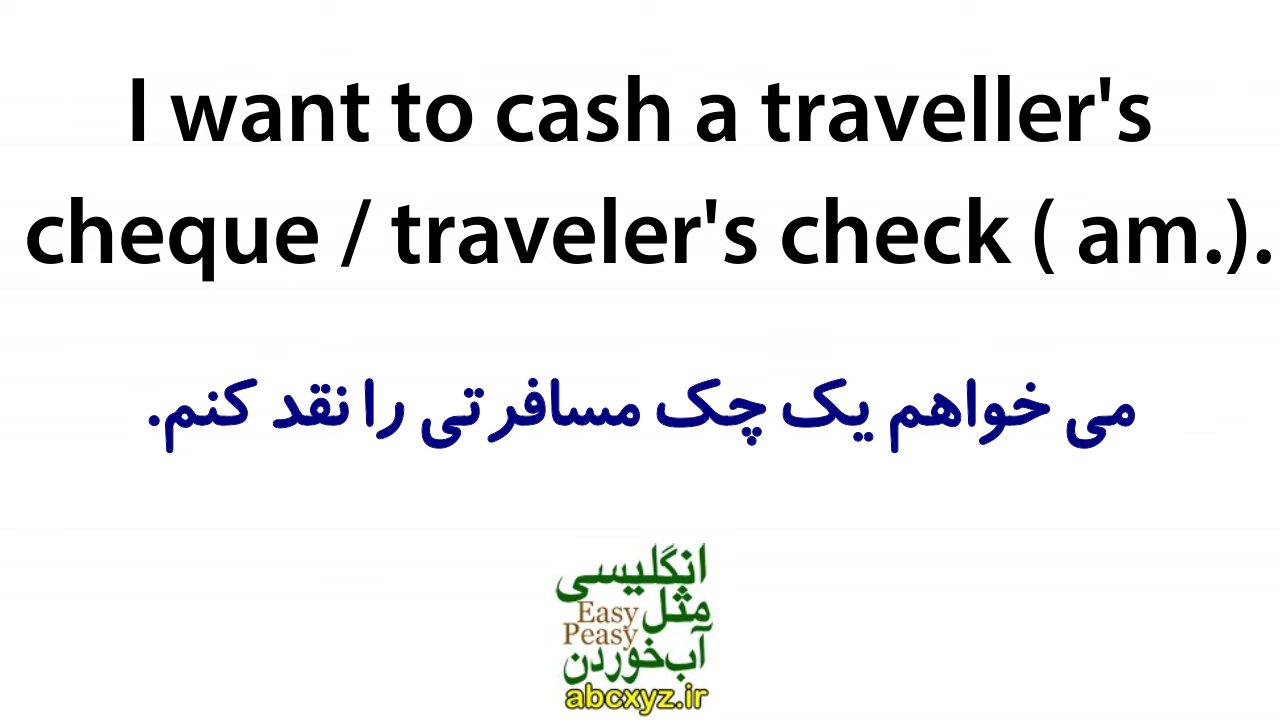 I want to cash a traveller's
cheque / traveler's check ( am.).
می خواهم یک چک مسافرتی را نقد کنم.
انگلیسی
مثل Easy
Peasy
آب‌خوردن
abcxyz.ir